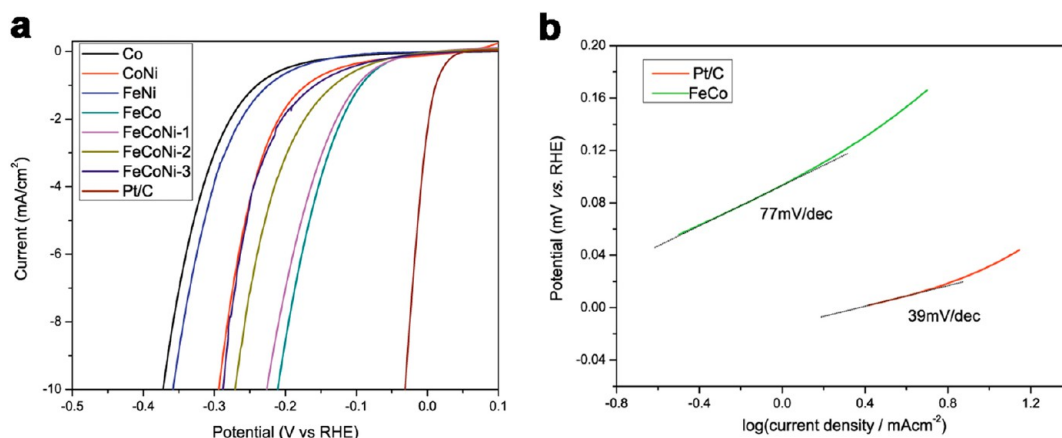 a
Co
CoNi
FeNi
FeCo
FeCoNi-1
FeCoNi-2
FeCoNi-3
Pt/C
Current (mA/cm²)
0
-2
-4
-6
-8
-10
-0.5
-0.4
-0.3
-0.2
-0.1
0.0
0.1
Potential (V vs RHE)
b
Pt/C
FeCo
Potential (mV vs. RHE)
0.20
0.16
0.12
0.08
0.04
0.00
-0.04
77mV/dec
39mV/dec
-0.8
-0.4
0.0
0.4
0.8
1.2
log(current density / mAcm⁻²)